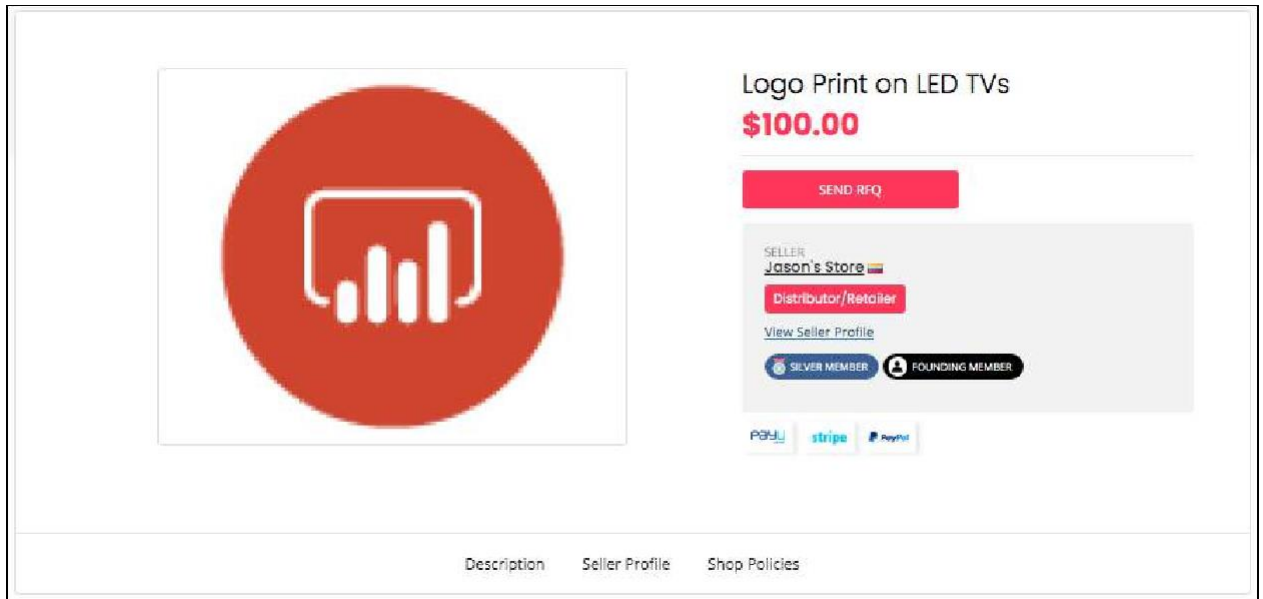 Logo Print on LED TVs
$100.00
SEND RFQ
SELLER
Jason's Store
Distributor/Retailer
View Seller Profile
SILVER MEMBER FOUNDING MEMBER
PayU stripe PayPal
Description Seller Profile Shop Policies